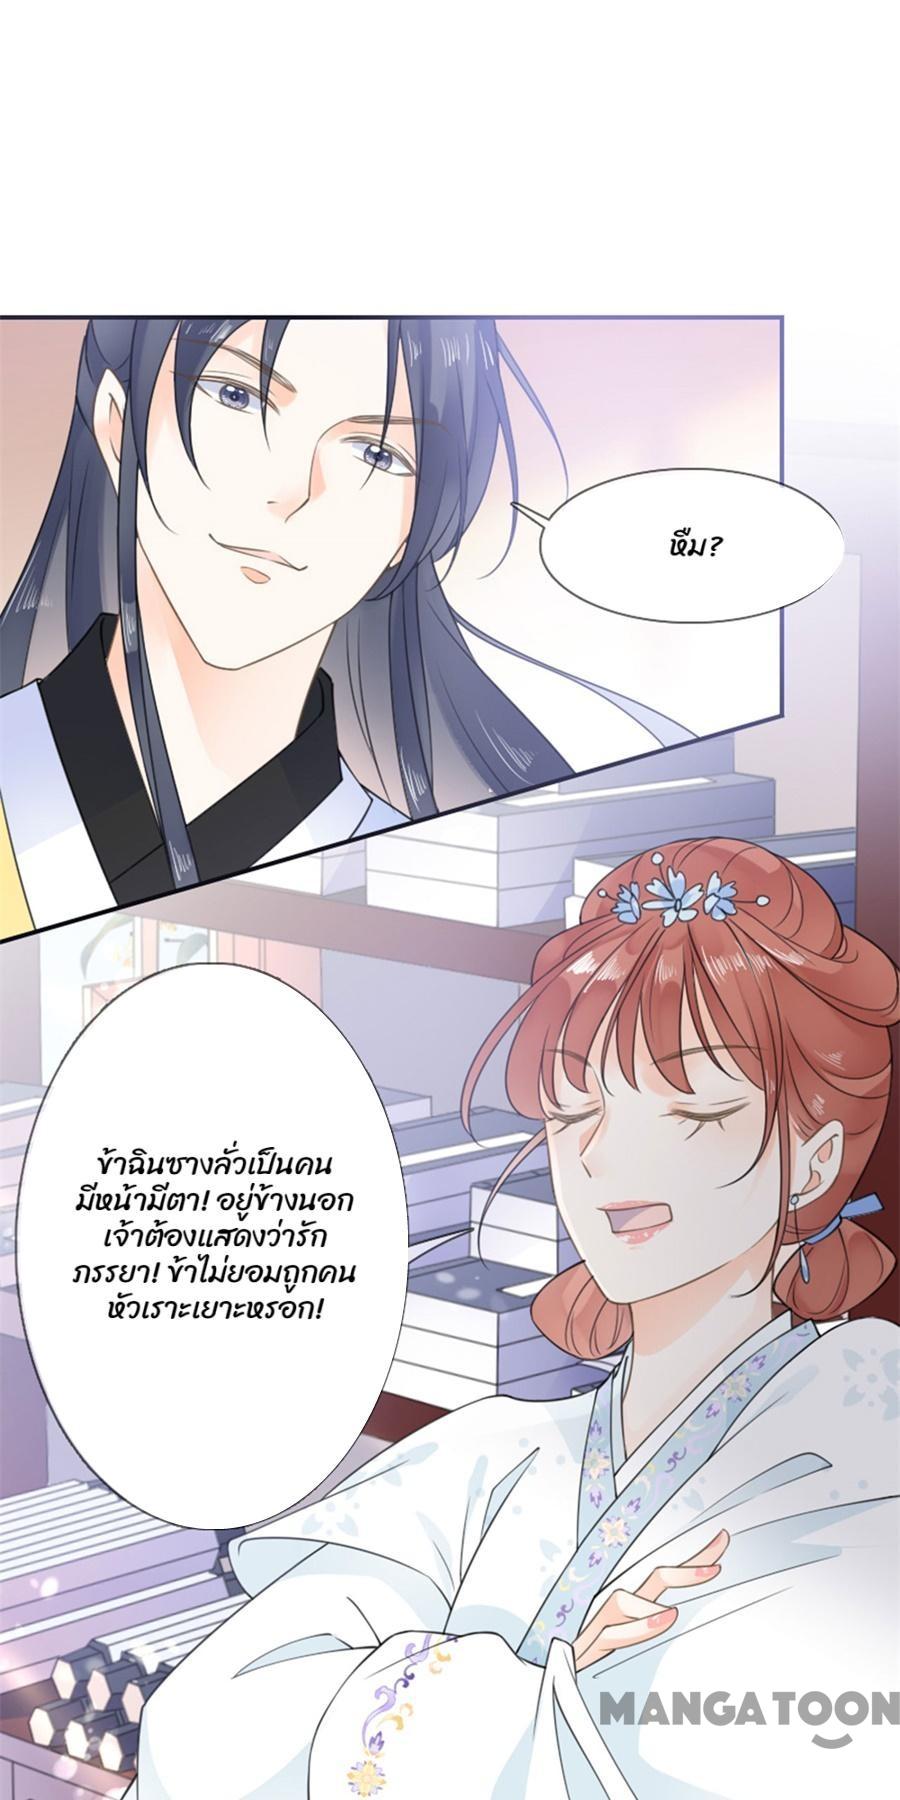 หืม?
ข้าฉินซางลั่วเป็นคน
มีหน้ามีตา! อยู่ข้างนอก
เจ้าต้องแสดงว่ารัก
ภรรยา! ข้าไม่ยอมถูกคน
หัวเราะเยาะหรอก!
MANGATOON